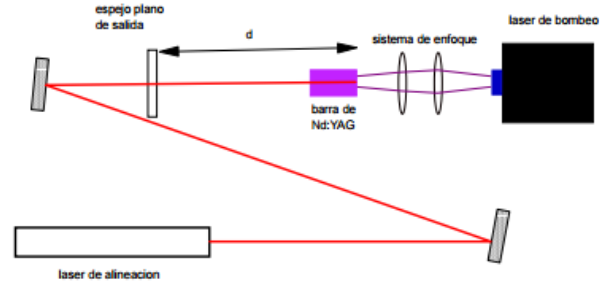 espejo plano
de salida
d
sistema de enfoque
laser de bombeo
barra de
Nd:YAG
laser de alineacion